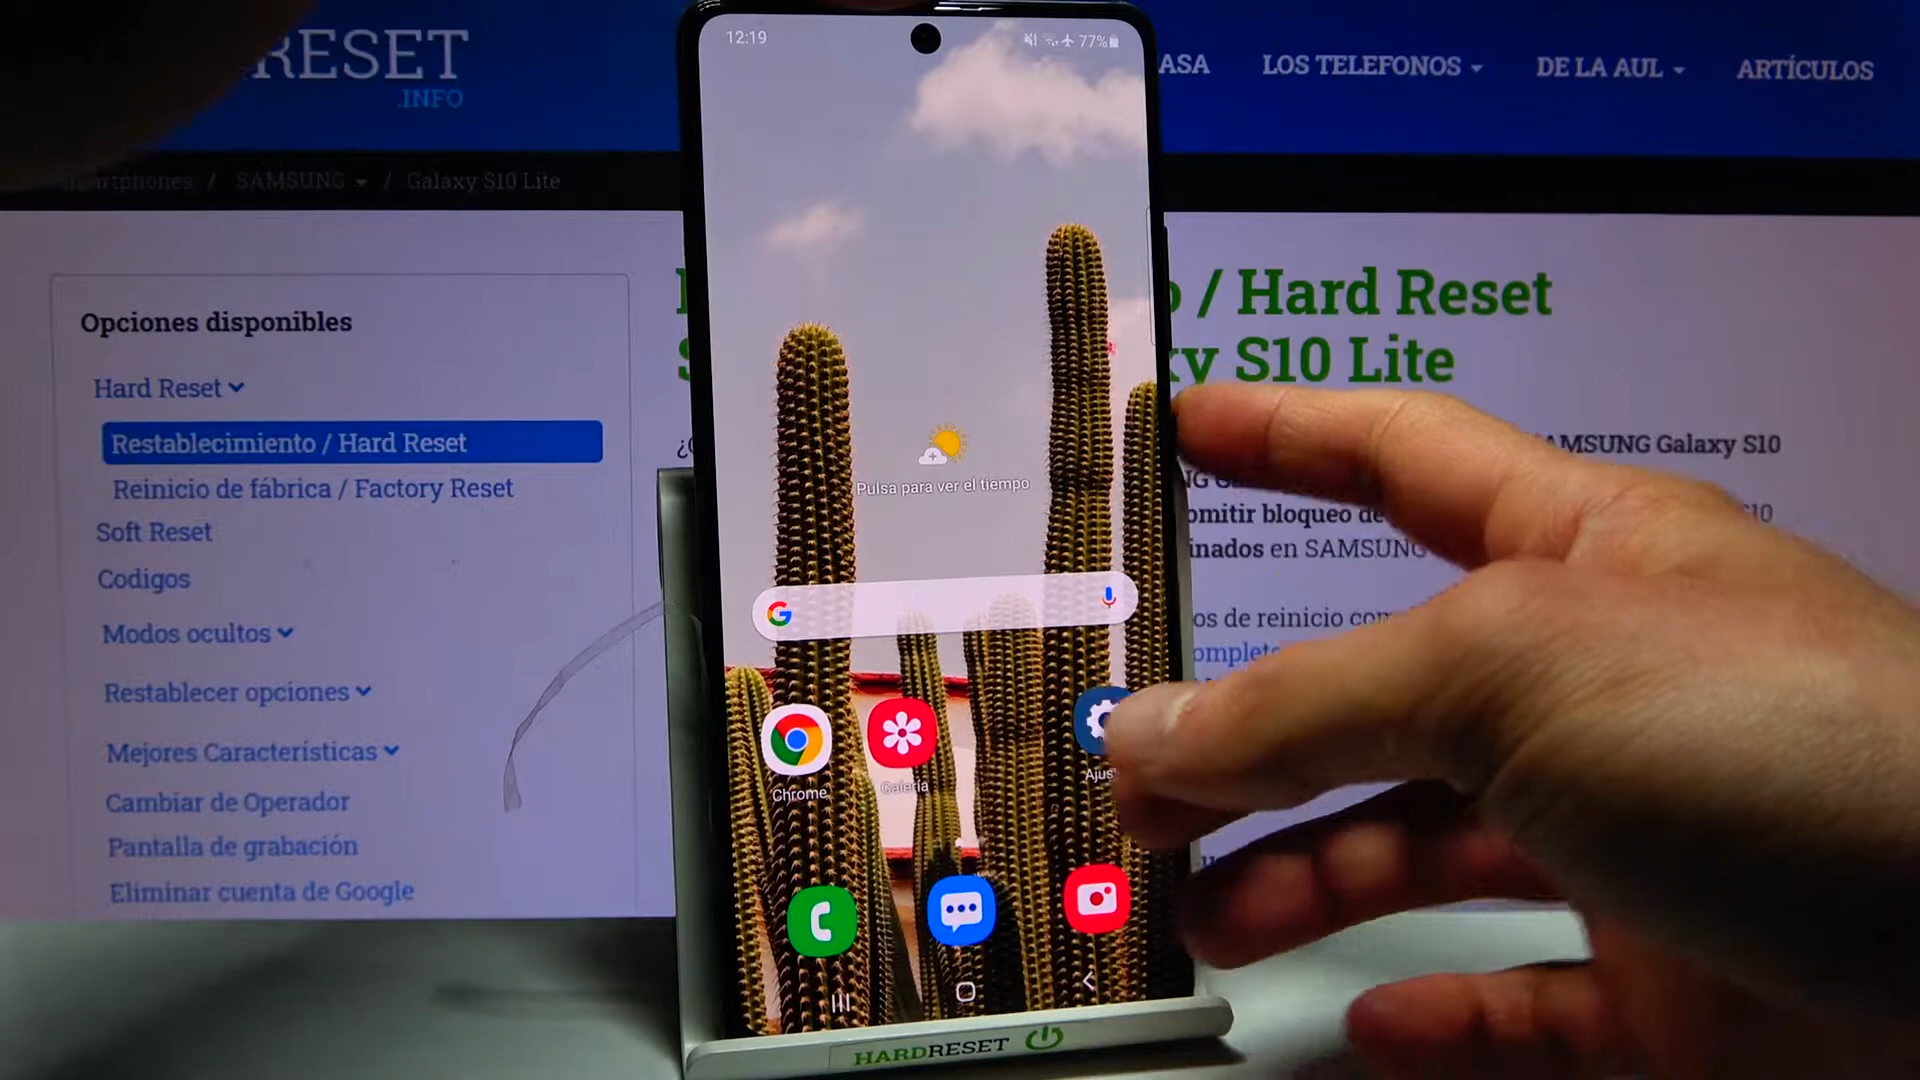 RESET
.INFO
ASA
LOS TELEFONOS
DE LA AUL
ARTÍCULOS
/ SAMSUNG / Galaxy S10 Lite
12:19
77%
Opciones disponibles
Hard Reset
Restablecimiento / Hard Reset
Reinicio de fábrica / Factory Reset
Soft Reset
Codigos
Modos ocultos
Restablecer opciones
Mejores Características
Cambiar de Operador
Pantalla de grabación
Eliminar cuenta de Google
/ Hard Reset
S10 Lite
AMSUNG Galaxy S10
omitir bloqueo de
S10
inados en SAMSUNG
os de reinicio
omplet
Pulsa para ver el tiempo
G
Chrome
Galería
Ajus
HARDRESET